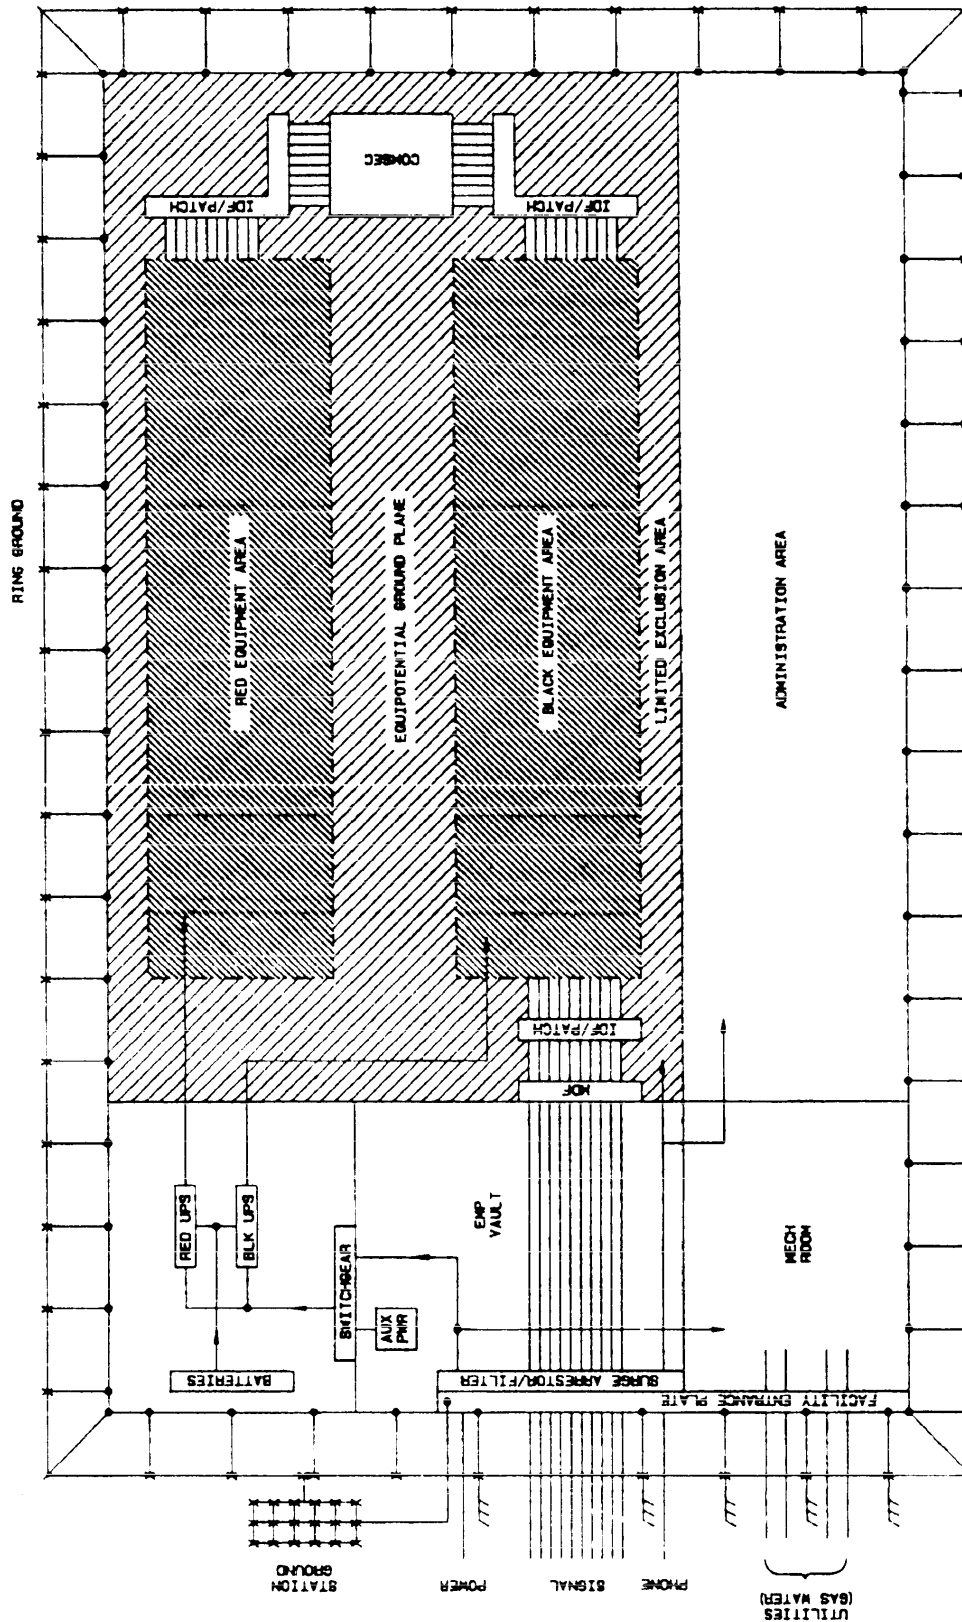 RING GROUND
COMSEC
IDF/PATCH
IDF/PATCH
RED EQUIPMENT AREA
EQUIPOTENTIAL GROUND PLANE
BLACK EQUIPMENT AREA
LIMITED EXCLUSION AREA
ADMINISTRATION AREA
IDF/PATCH
MDF
RED UPS
BLK UPS
EMP
VAULT
SWITCHGEAR
AUX
PWR
MECH
ROOM
BATTERIES
SURGE ARRESTOR/FILTER
FACILITY ENTRANCE PLATE
STATION
GROUND
POWER
SIGNAL
PHONE
UTILITIES
(GAS WATER)